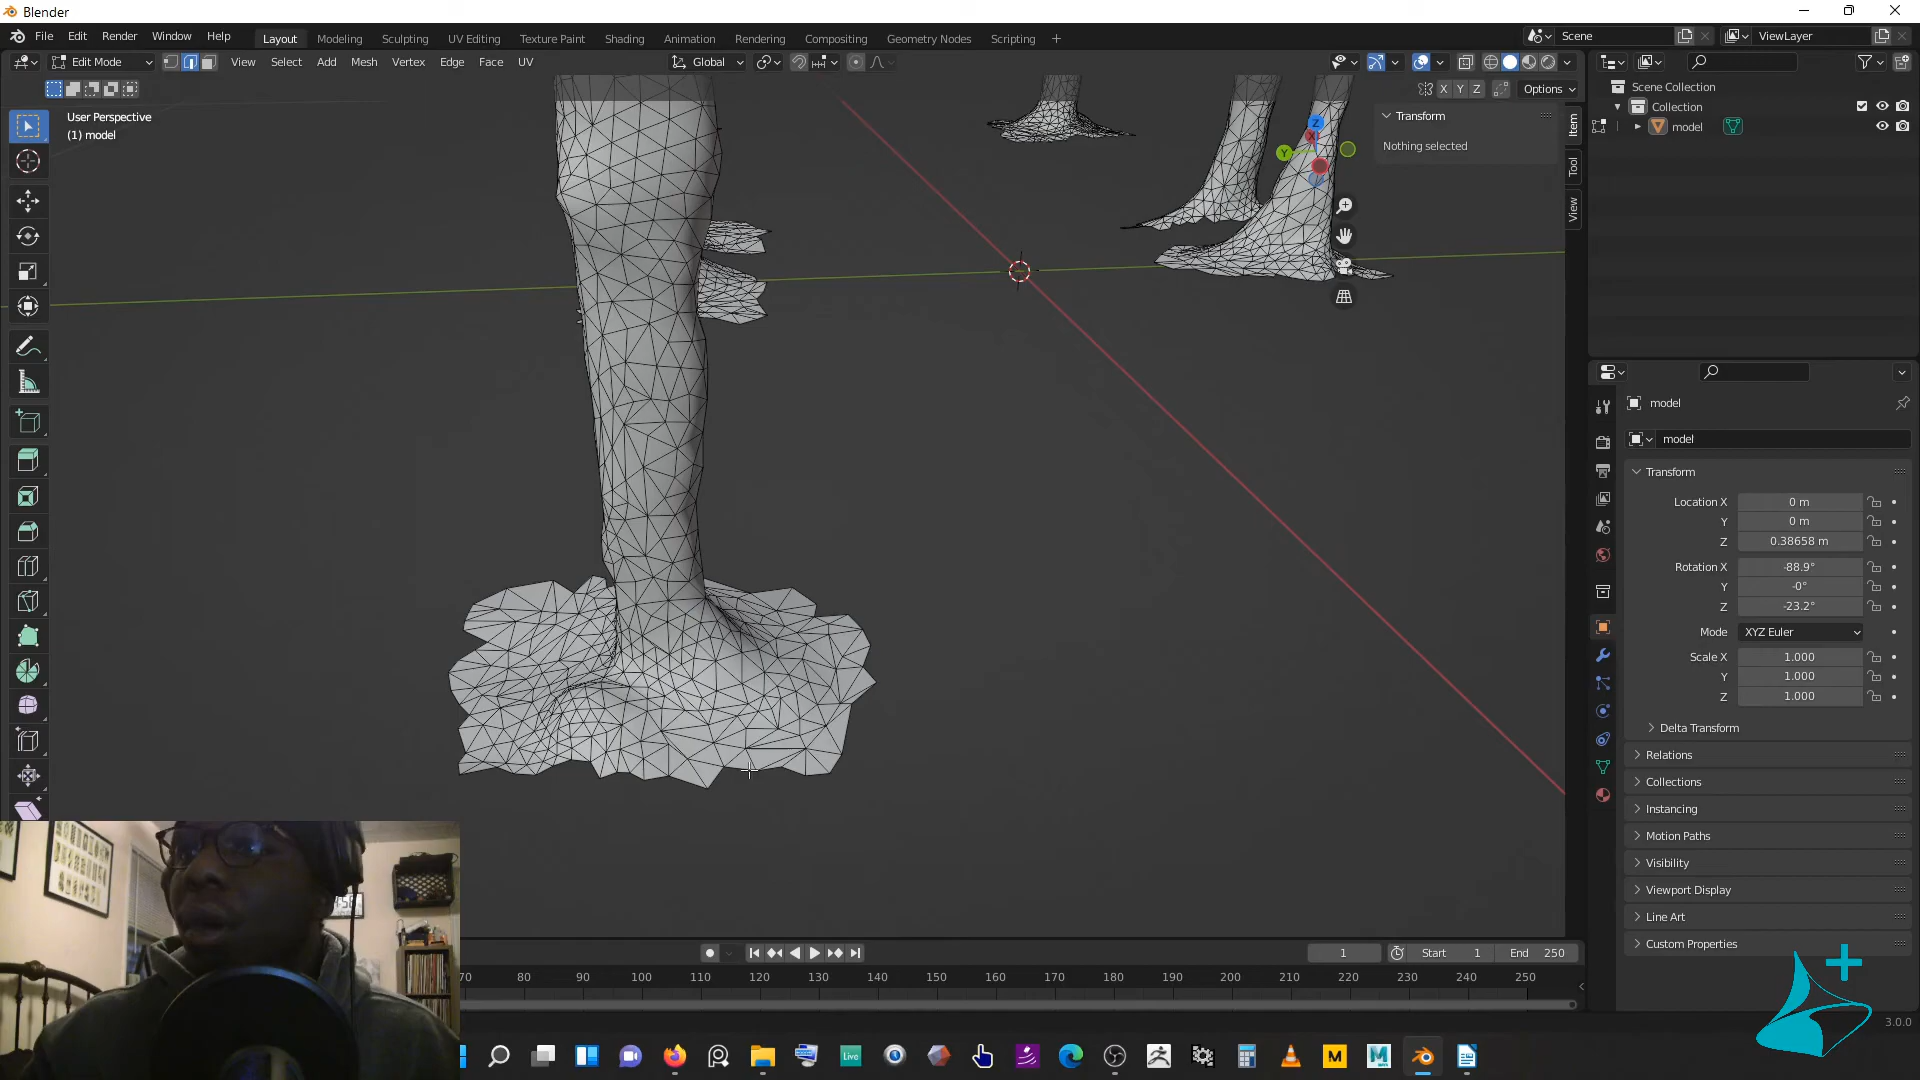 Blender
File Edit Render Window Help
Layout Modeling Sculpting UV Editing Texture Paint Shading Animation Rendering Compositing Geometry Nodes Scripting +
Scene
ViewLayer
Edit Mode View Select Add Mesh Vertex Edge Face UV
Global
X Y Z Options
User Perspective
(1) model
Transform
Nothing selected
Item
Tool
View
Z
X
Y
Scene Collection
Collection
model
model
model
Transform
Location X 0 m
Y 0 m
Z 0.38658 m
Rotation X -88.9°
Y -0°
Z -23.2°
Mode XYZ Euler
Scale X 1.000
Y 1.000
Z 1.000
Delta Transform
Relations
Collections
Instancing
Motion Paths
Visibility
Viewport Display
Line Art
Custom Properties
1 Start 1 End 250
70 80 90 100 110 120 130 140 150 160 170 180 190 200 210 220 230 240 250
3.0.0
Live
M
M